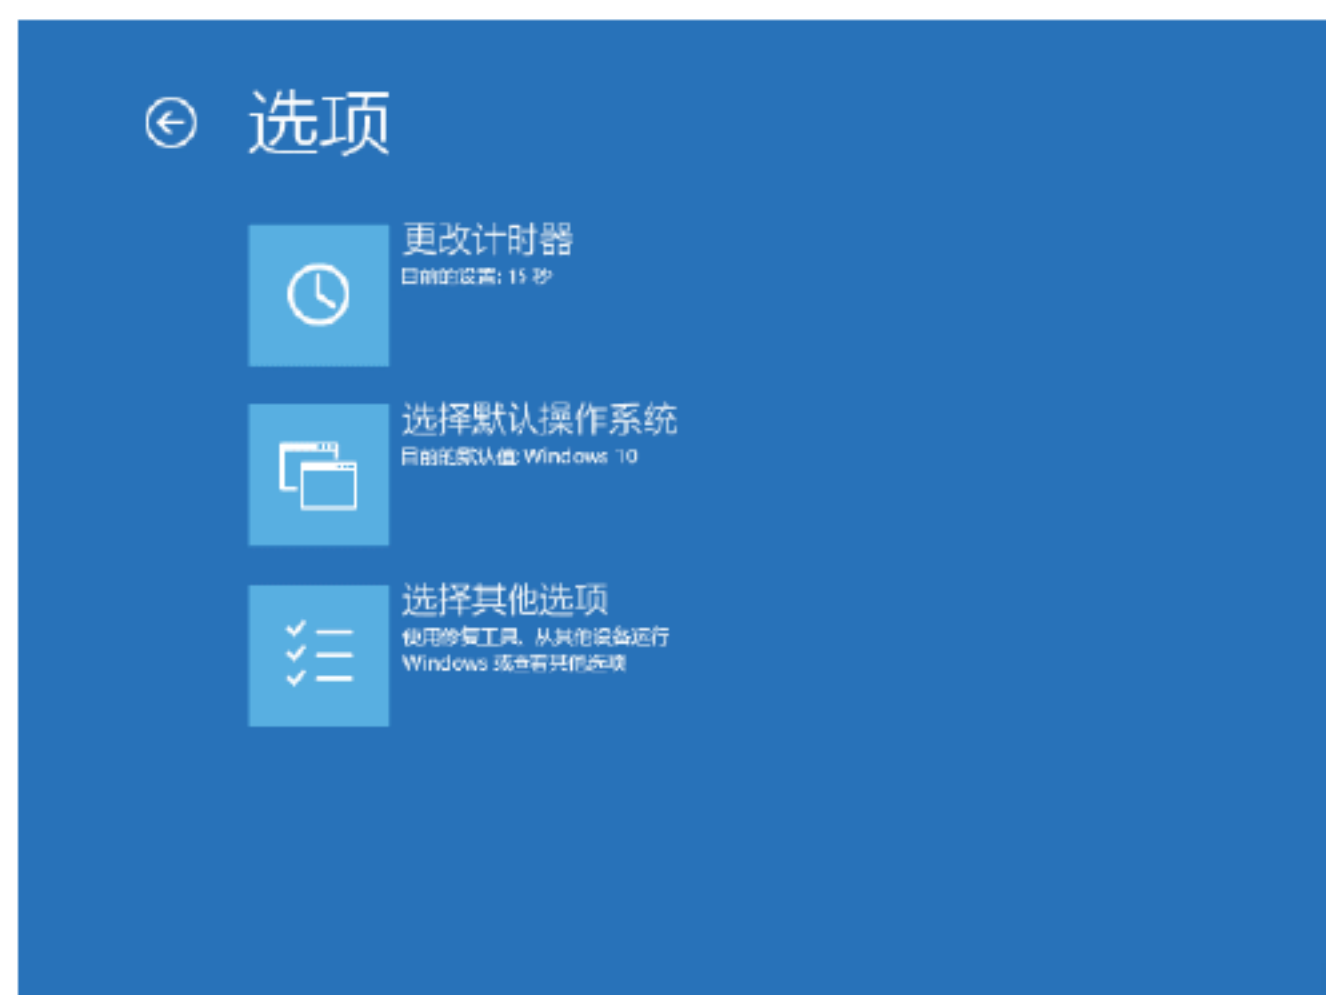 选项
更改计时器
目前的设置: 15 秒
选择默认操作系统
目前的默认值: Windows 10
选择其他选项
使用修复工具、从其他设备运行
Windows 或查看其他选项